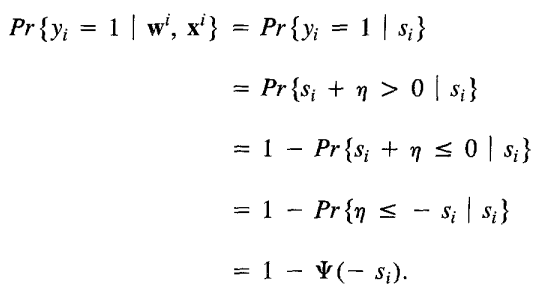 Pr{y_i = 1 | w^i, x^i} = Pr{y_i = 1 | s_i}
= Pr{s_i + η > 0 | s_i}
= 1 − Pr{s_i + η ≤ 0 | s_i}
= 1 − Pr{η ≤ − s_i | s_i}
= 1 − Ψ(− s_i).